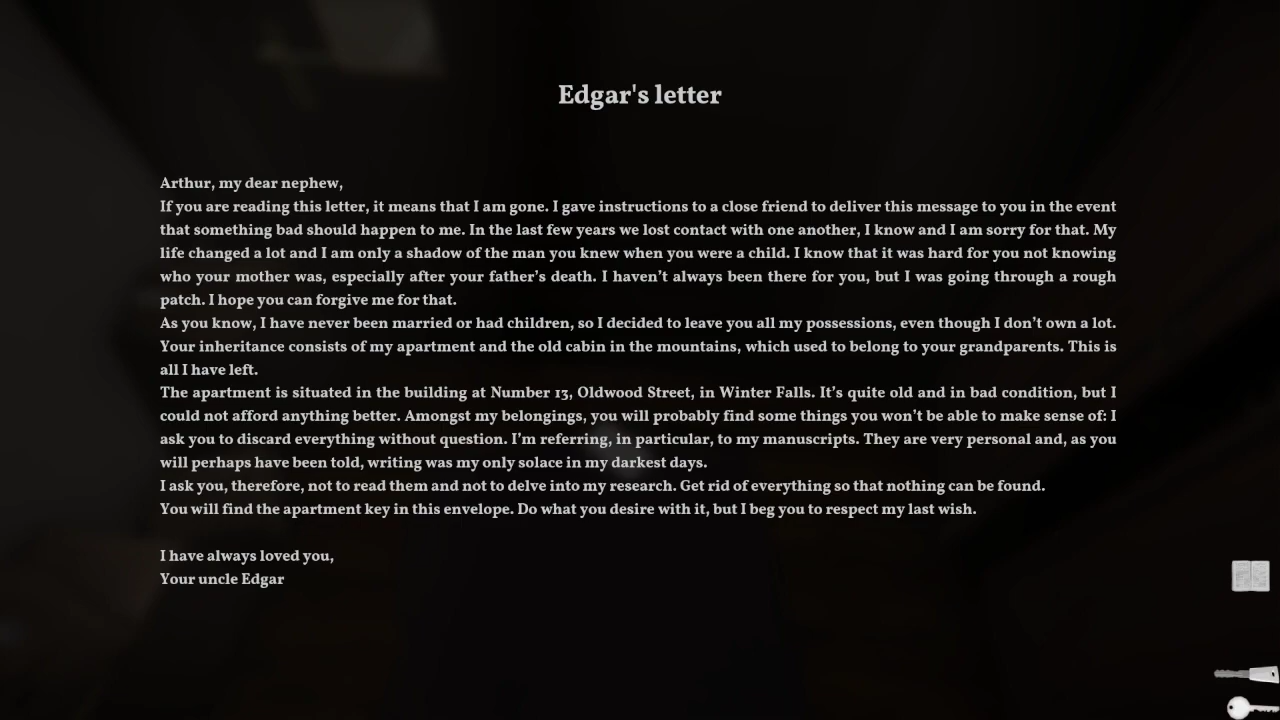 Edgar's letter
Arthur, my dear nephew,
If you are reading this letter, it means that I am gone. I gave instructions to a close friend to deliver this message to you in the event
that something bad should happen to me. In the last few years we lost contact with one another, I know and I am sorry for that. My
life changed a lot and I am only a shadow of the man you knew when you were a child. I know that it was hard for you not knowing
who your mother was, especially after your father’s death. I haven’t always been there for you, but I was going through a rough
patch. I hope you can forgive me for that.
As you know, I have never been married or had children, so I decided to leave you all my possessions, even though I don’t own a lot.
Your inheritance consists of my apartment and the old cabin in the mountains, which used to belong to your grandparents. This is
all I have left.
The apartment is situated in the building at Number 13, Oldwood Street, in Winter Falls. It’s quite old and in bad condition, but I
could not afford anything better. Amongst my belongings, you will probably find some things you won’t be able to make sense of: I
ask you to discard everything without question. I’m referring, in particular, to my manuscripts. They are very personal and, as you
will perhaps have been told, writing was my only solace in my darkest days.
I ask you, therefore, not to read them and not to delve into my research. Get rid of everything so that nothing can be found.
You will find the apartment key in this envelope. Do what you desire with it, but I beg you to respect my last wish.
I have always loved you,
Your uncle Edgar